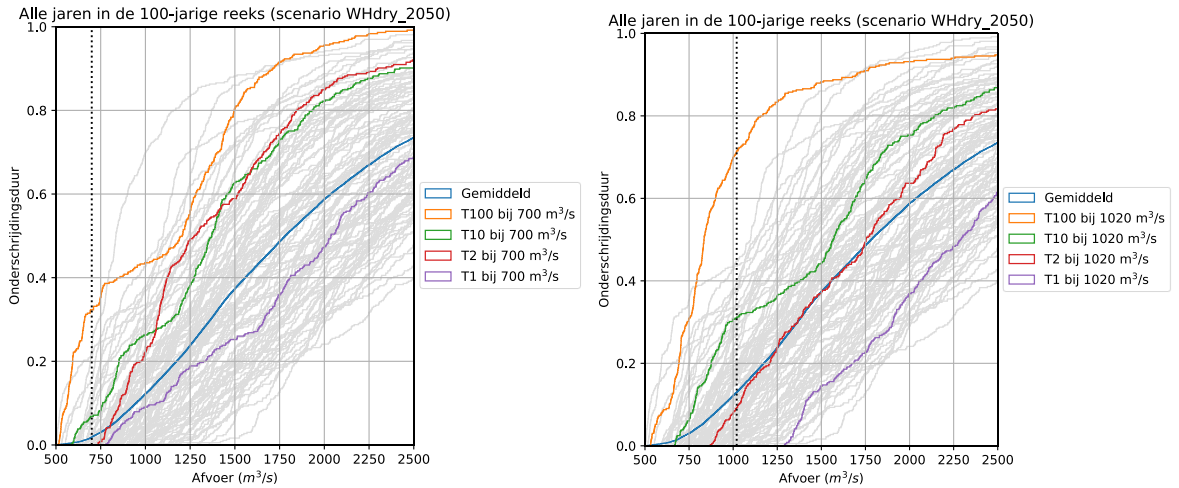 Alle jaren in de 100-jarige reeks (scenario WHdry_2050)
1.0
0.8
0.6
0.4
0.2
0.0
Onderschrijdingsduur
500 750 1000 1250 1500 1750 2000 2250 2500
Afvoer (m³/s)
Gemiddeld
T100 bij 700 m³/s
T10 bij 700 m³/s
T2 bij 700 m³/s
T1 bij 700 m³/s
Alle jaren in de 100-jarige reeks (scenario WHdry_2050)
1.0
0.8
0.6
0.4
0.2
0.0
Onderschrijdingsduur
500 750 1000 1250 1500 1750 2000 2250 2500
Afvoer (m³/s)
Gemiddeld
T100 bij 1020 m³/s
T10 bij 1020 m³/s
T2 bij 1020 m³/s
T1 bij 1020 m³/s